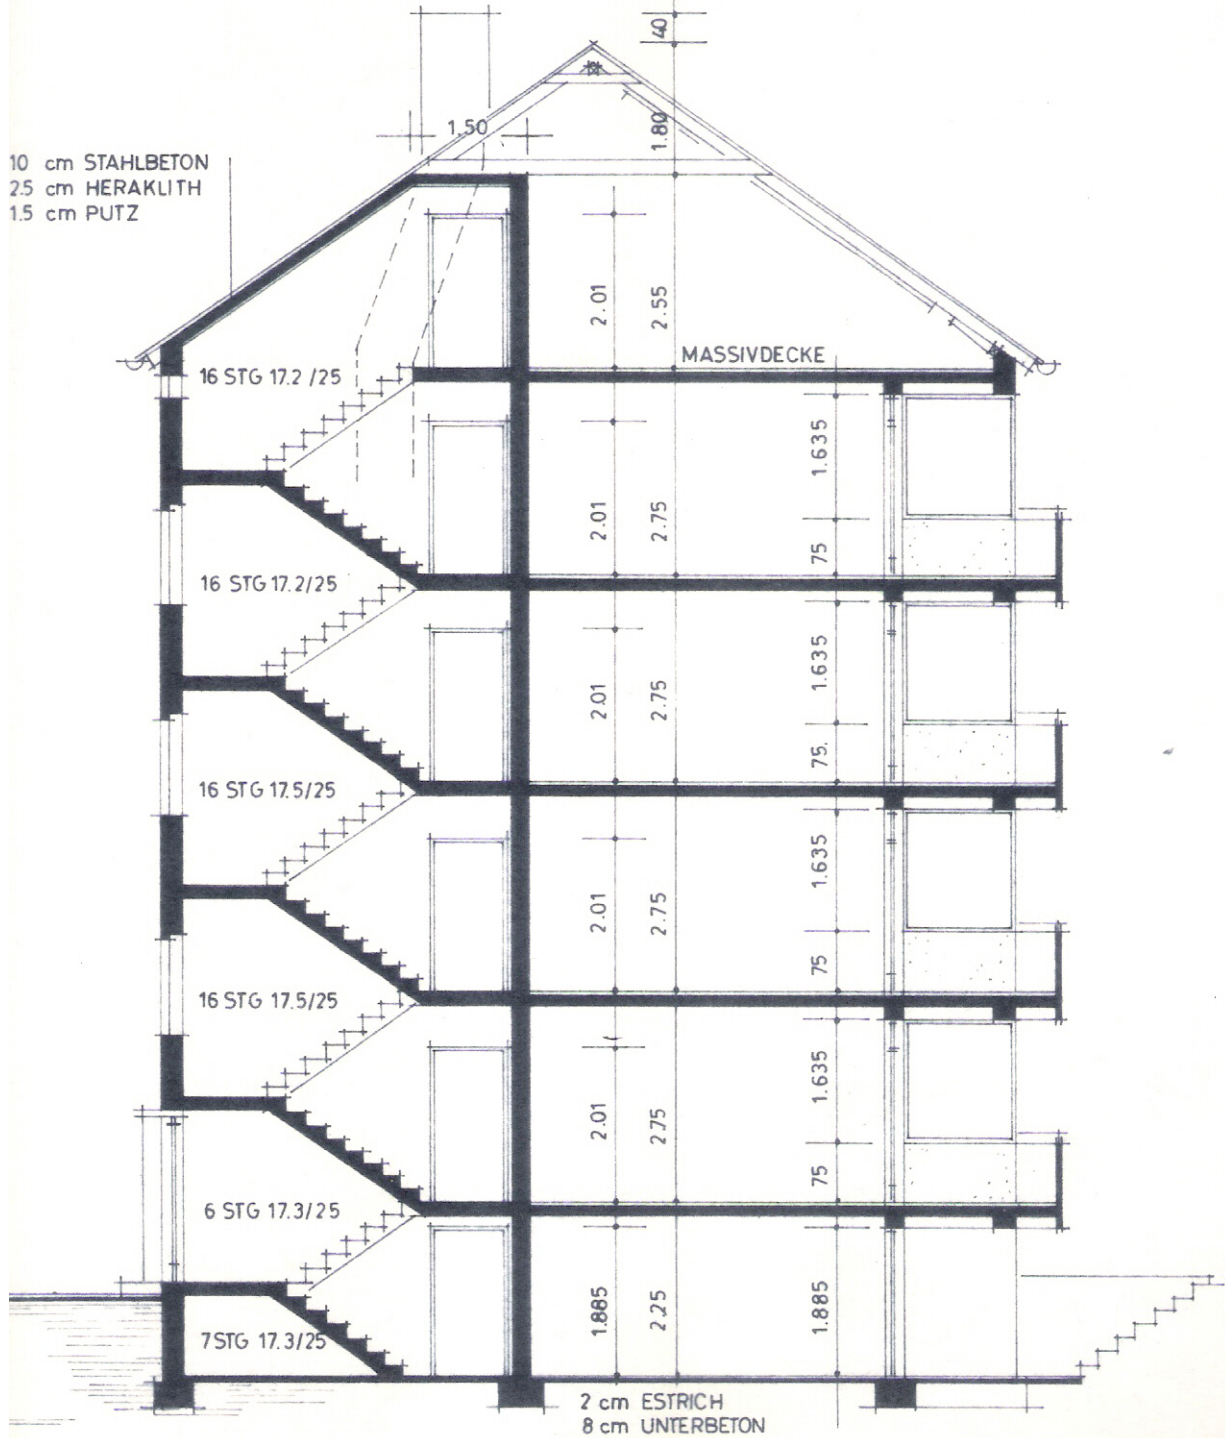 40
1.50
1.80
10 cm STAHLBETON
25 cm HERAKLITH
1.5 cm PUTZ
2.01
2.55
MASSIVDECKE
16 STG 17.2 /25
1.635
2.01
2.75
75
16 STG 17.2/25
1.635
2.01
2.75
75.
16 STG 17.5/25
1.635
2.01
2.75
75
16 STG 17.5/25
1.635
2.01
2.75
75
6 STG 17.3/25
1.885
2.25
1.885
7STG 17.3/25
2 cm ESTRICH
8 cm UNTERBETON